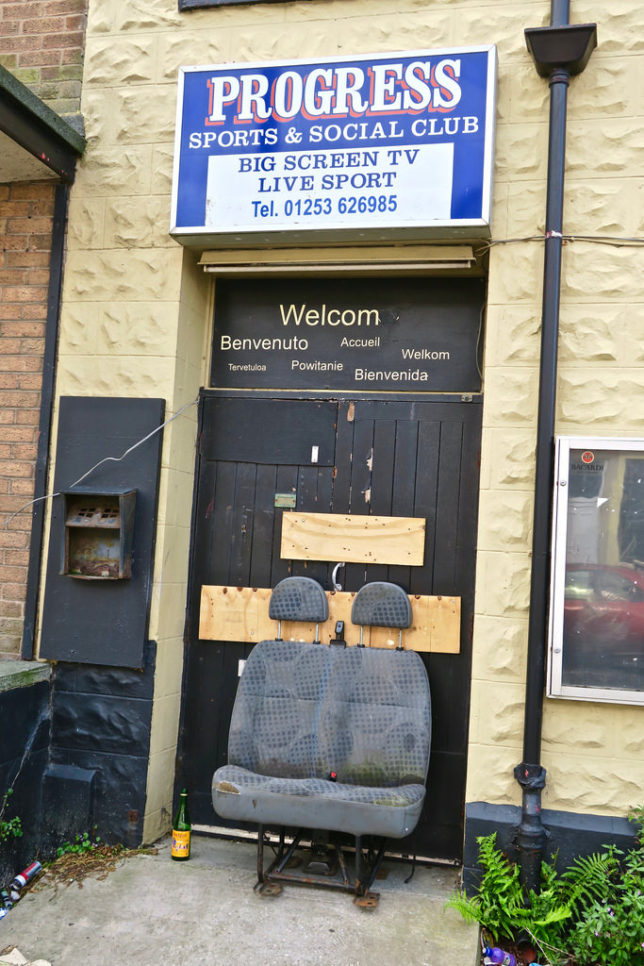 PROGRESS
SPORTS & SOCIAL CLUB
BIG SCREEN TV
LIVE SPORT
Tel. 01253 626985
Welcom
Benvenuto
Accueil
Welkom
Tervetuloa
Powitanie
Bienvenida
BACARDI